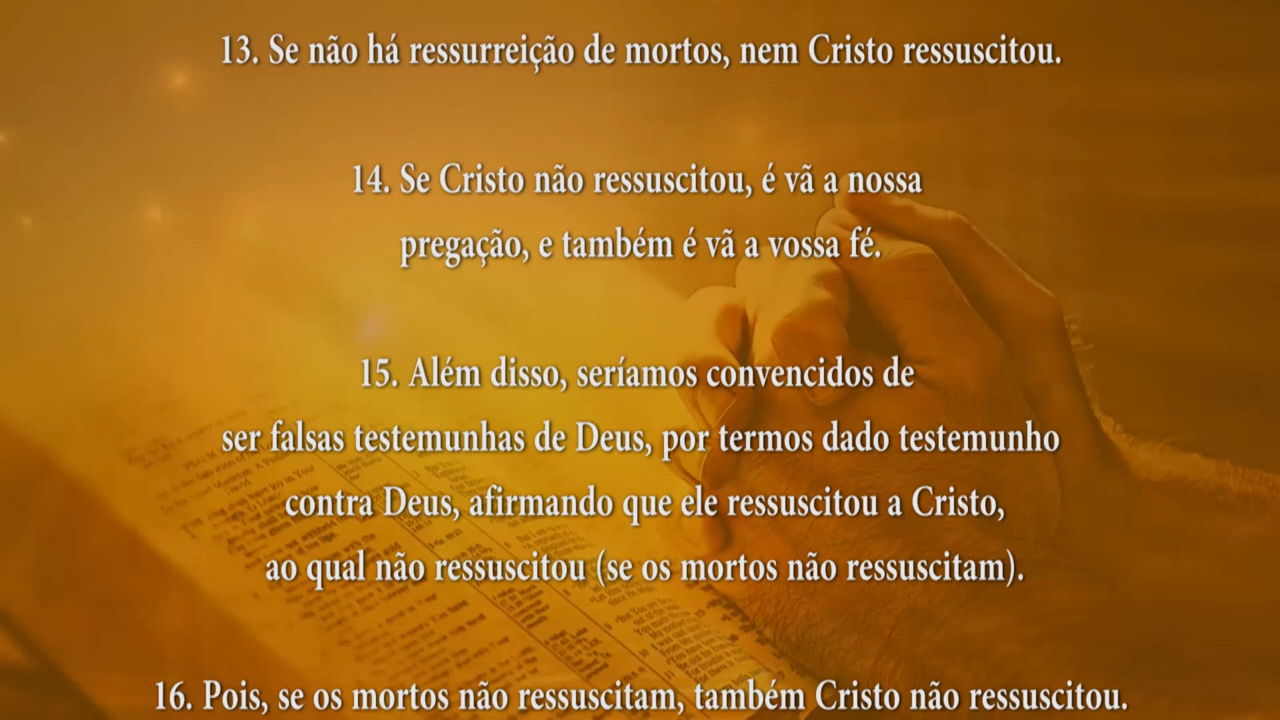 13. Se não há ressurreição de mortos, nem Cristo ressuscitou.
14. Se Cristo não ressuscitou, é vã a nossa
pregação, e também é vã a vossa fé.
15. Além disso, seríamos convencidos de
ser falsas testemunhas de Deus, por termos dado testemunho
contra Deus, afirmando que ele ressuscitou a Cristo,
ao qual não ressuscitou (se os mortos não ressuscitam).
16. Pois, se os mortos não ressuscitam, também Cristo não ressuscitou.